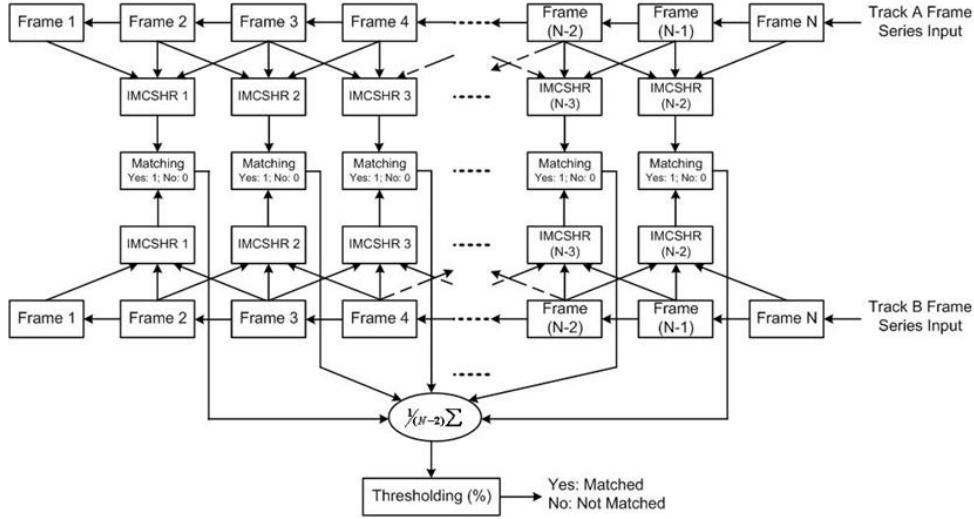 Frame 1
Frame 2
Frame 3
Frame 4
Frame
(N-2)
Frame
(N-1)
Frame N
Track A Frame
Series Input
IMCSHR 1
IMCSHR 2
IMCSHR 3
IMCSHR
(N-3)
IMCSHR
(N-2)
Matching
Yes: 1; No: 0
Matching
Yes: 1; No: 0
Matching
Yes: 1; No: 0
Matching
Yes: 1; No: 0
Matching
Yes: 1; No: 0
IMCSHR 1
IMCSHR 2
IMCSHR 3
IMCSHR
(N-3)
IMCSHR
(N-2)
Frame 1
Frame 2
Frame 3
Frame 4
Frame
(N-2)
Frame
(N-1)
Frame N
Track B Frame
Series Input
1/(N-2) Σ
Thresholding (%)
Yes: Matched
No: Not Matched